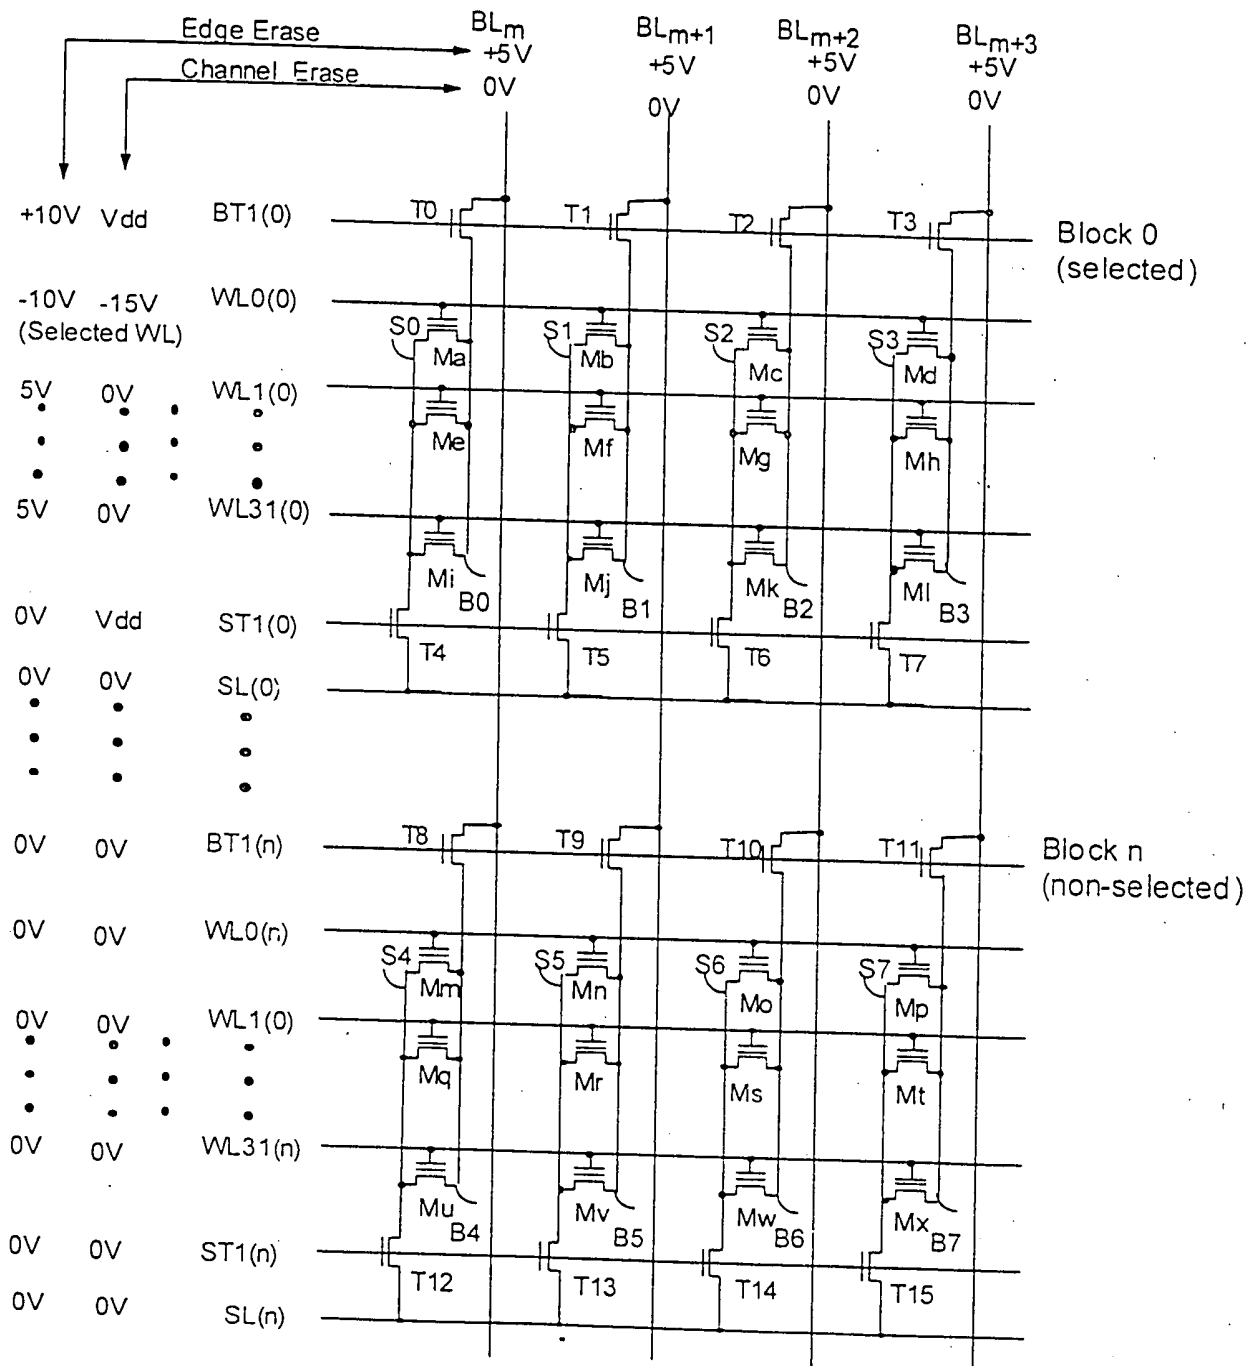 Edge Erase
BLm BLm+1 BLm+2 BLm+3
+5V +5V +5V +5V
Channel Erase
0V 0V 0V 0V
+10V Vdd BT1(0) T0 T1 T2 T3 Block 0
(selected)
-10V -15V WL0(0)
(Selected WL) S0 S1 S2 S3
Ma Mb Mc Md
5V 0V WL1(0)
Me Mf Mg Mh
5V 0V WL31(0)
Mi Mj Mk Ml
B0 B1 B2 B3
0V Vdd ST1(0)
T4 T5 T6 T7
0V 0V SL(0)
0V 0V BT1(n) T8 T9 T10 T11 Block n
(non-selected)
0V 0V WL0(n)
S4 S5 S6 S7
Mm Mn Mo Mp
0V 0V WL1(0)
Mq Mr Ms Mt
0V 0V WL31(n)
Mu Mv Mw Mx
B4 B5 B6 B7
0V 0V ST1(n)
T12 T13 T14 T15
0V 0V SL(n)